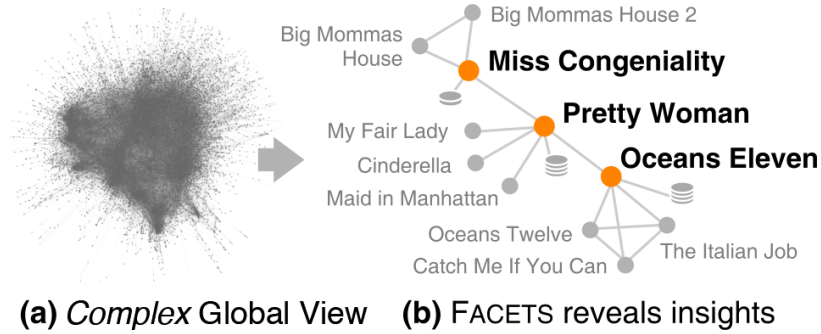 Big Mommas House 2
Big Mommas
House
Miss Congeniality
Pretty Woman
My Fair Lady
Cinderella
Maid in Manhattan
Oceans Eleven
Oceans Twelve
The Italian Job
Catch Me If You Can
(a) Complex Global View
(b) FACETS reveals insights